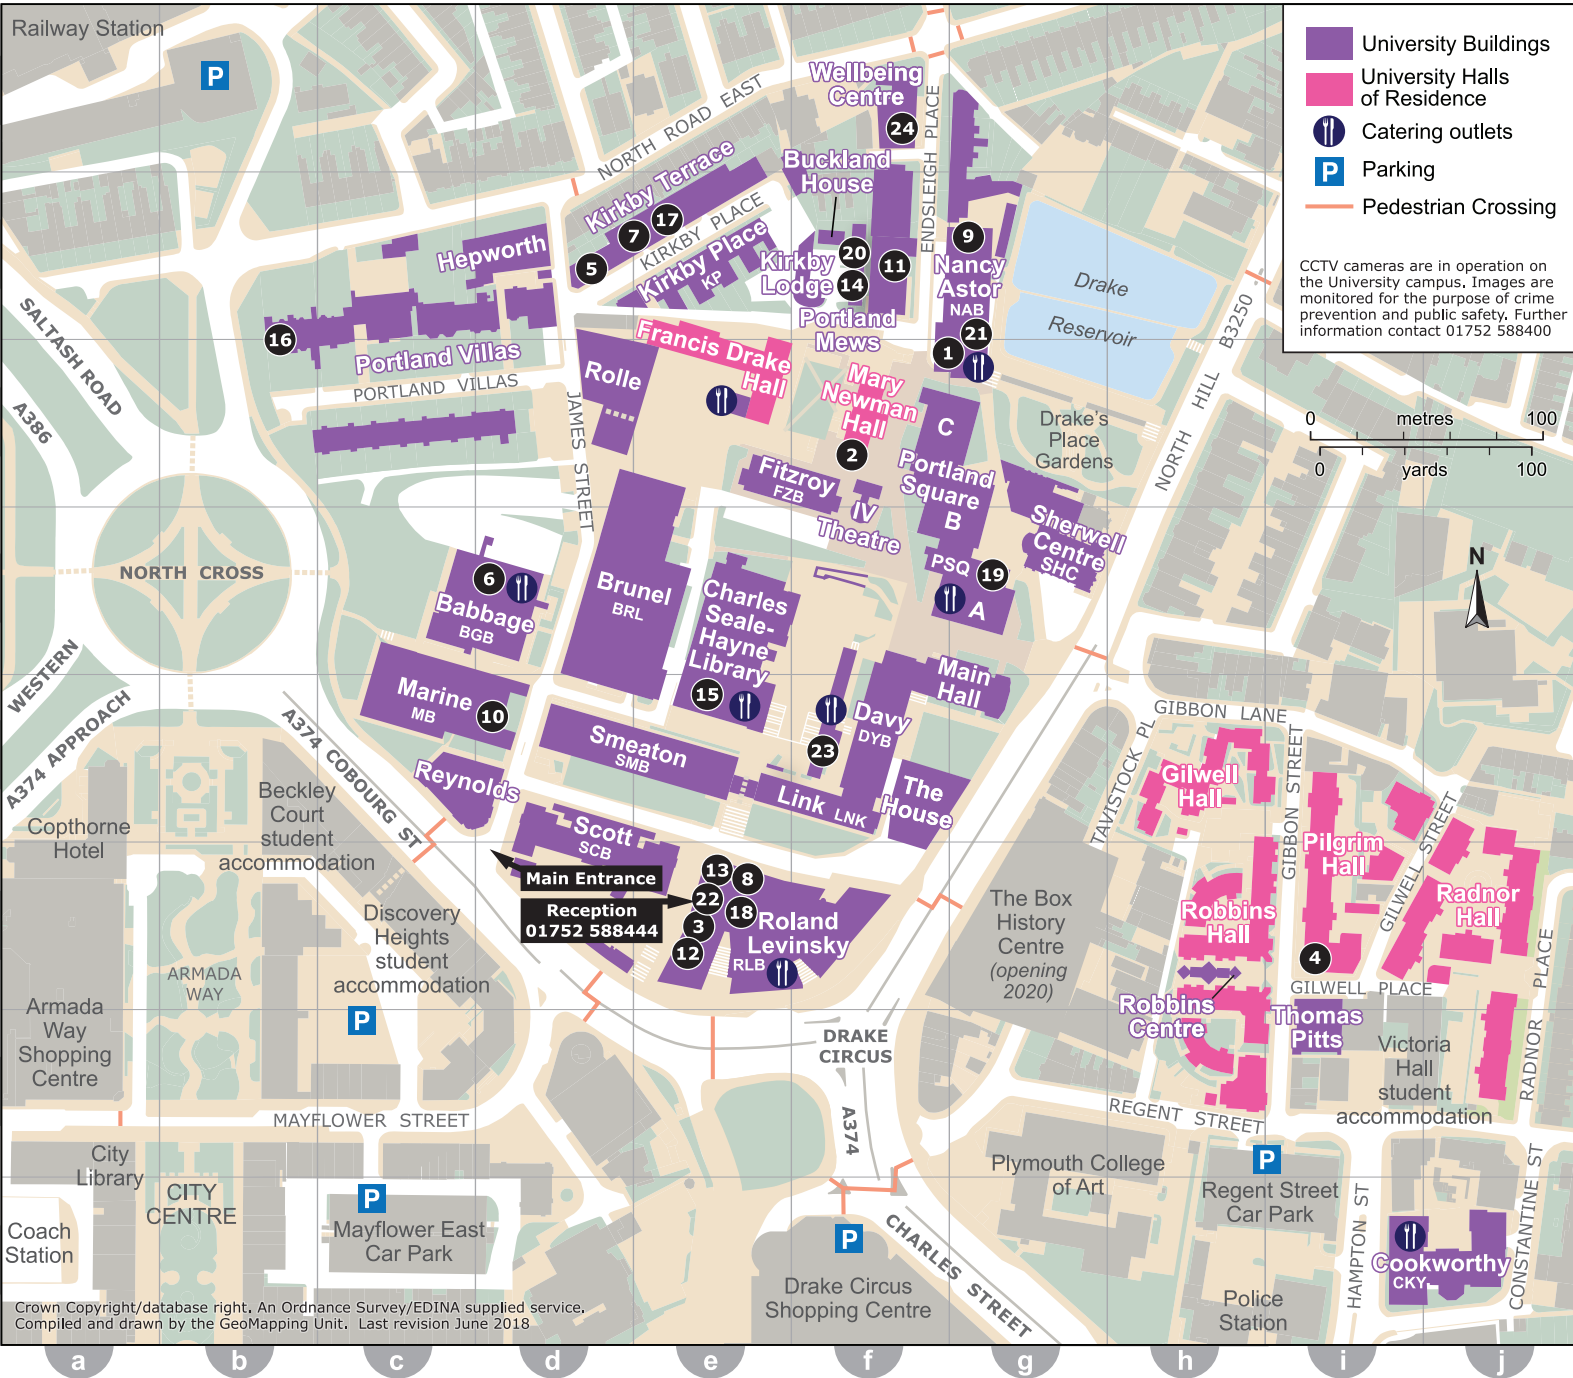 Railway Station
P
Wellbeing
Centre
24
NORTH ROAD EAST
ENDSLEIGH PLACE
University Buildings
University Halls
of Residence
Catering outlets
P
Parking
Pedestrian Crossing
CCTV cameras are in operation on
the University campus. Images are
monitored for the purpose of crime
prevention and public safety. Further
information contact 01752 588400
Kirkby Terrace
17
7
5
KIRKBY PLACE
Kirkby Place
KP
Buckland
House
20
11
Kirkby
Lodge
14
Portland
Mews
9
Nancy
Astor
NAB
21
1
Drake
Reservoir
NORTH HILL B3250
0 metres 100
0 yards 100
Hepworth
16
Portland Villas
PORTLAND VILLAS
SALTASH ROAD
A386
JAMES STREET
Rolle
Francis Drake
Hall
Mary
Newman
Hall
2
C
Portland
Square
B
PSQ
19
A
Drake's
Place
Gardens
Sherwell
Centre
SHC
Fitzroy
FZB
IV
Theatre
NORTH CROSS
6
Babbage
BGB
Brunel
BRL
Charles
Seale-
Hayne
Library
15
N
WESTERN
A374 APPROACH
Marine
MB
10
A374 COBOURG ST
Reynolds
Smeaton
SMB
Main
Hall
Davy
DYB
23
Link LNK
The
House
GIBBON LANE
TAVISTOCK PL
Gilwell
Hall
GIBBON STREET
Pilgrim
Hall
GILWELL STREET
Radnor
Hall
Copthorne
Hotel
Beckley
Court
student
accommodation
Scott
SCB
Main Entrance
Reception
01752 588444
13
8
22
18
3
12
Roland
Levinsky
RLB
The Box
History
Centre
(opening
2020)
Robbins
Hall
4
GILWELL PLACE
Robbins
Centre
Thomas
Pitts
RADNOR PLACE
Victoria
Hall
student
accommodation
Discovery
Heights
student
accommodation
P
ARMADA
WAY
Armada
Way
Shopping
Centre
DRAKE
CIRCUS
A374
MAYFLOWER STREET
REGENT STREET
City
Library
CITY
CENTRE
Coach
Station
P
Mayflower East
Car Park
P
Drake Circus
Shopping Centre
CHARLES STREET
Plymouth College
of Art
P
Regent Street
Car Park
Police
Station
HAMPTON ST
Cookworthy
CKY
CONSTANTINE ST
Crown Copyright/database right. An Ordnance Survey/EDINA supplied service.
Compiled and drawn by the GeoMapping Unit. Last revision June 2018
a b c d e f g h i j